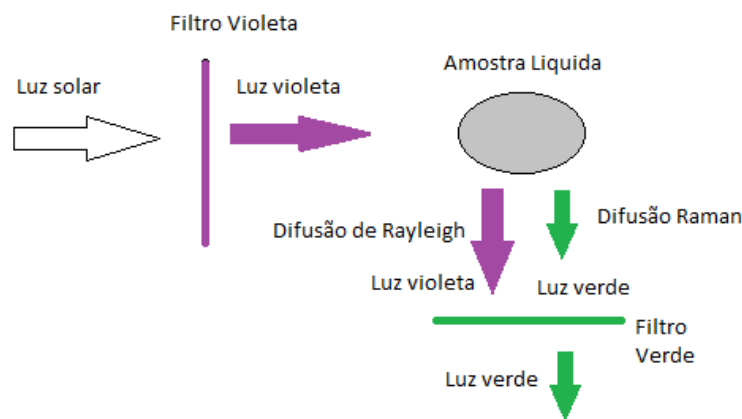 Filtro Violeta
Luz solar
Luz violeta
Amostra Liquida
Difusão de Rayleigh
Difusão Raman
Luz violeta
Luz verde
Filtro
Verde
Luz verde